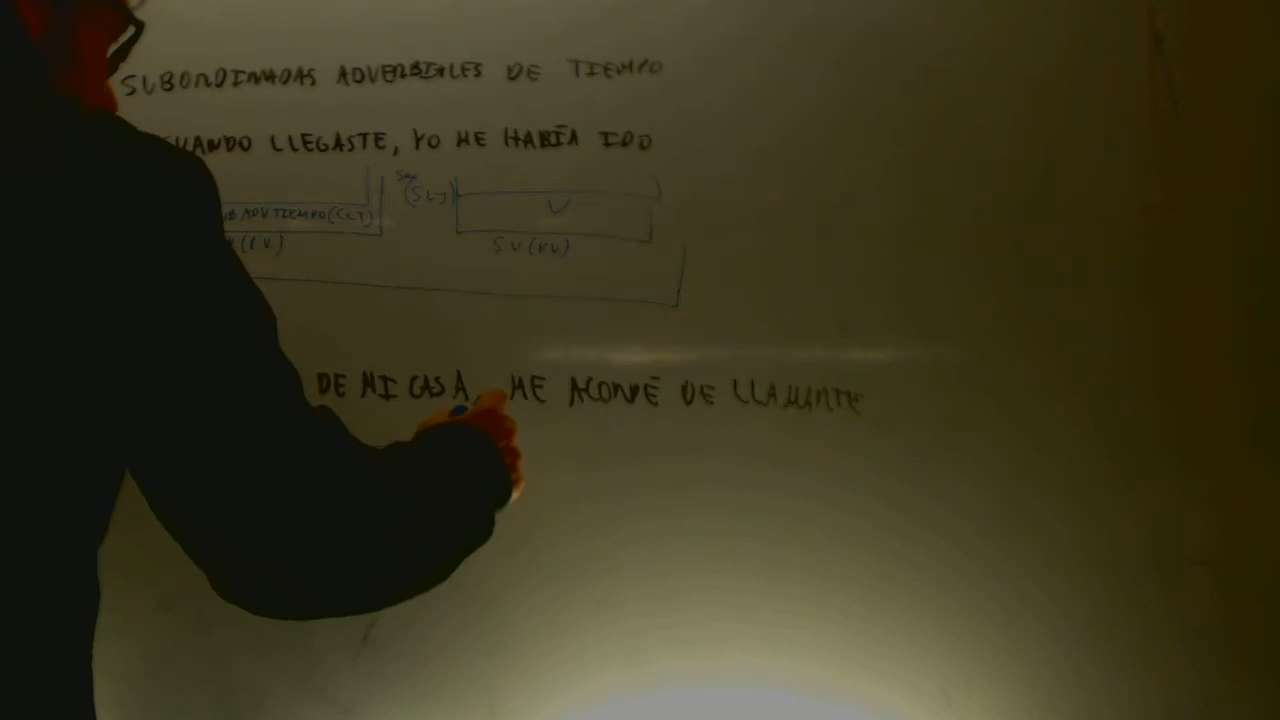 SUBORDINADAS ADVERBIALES DE TIEMPO
CUANDO LLEGASTE, YO ME HABÍA IDO
(SUJ)
V
ADV TIEMPO (CCT)
SV (PV)
DE MI CASA, ME ACORDÉ DE LLAMARTE